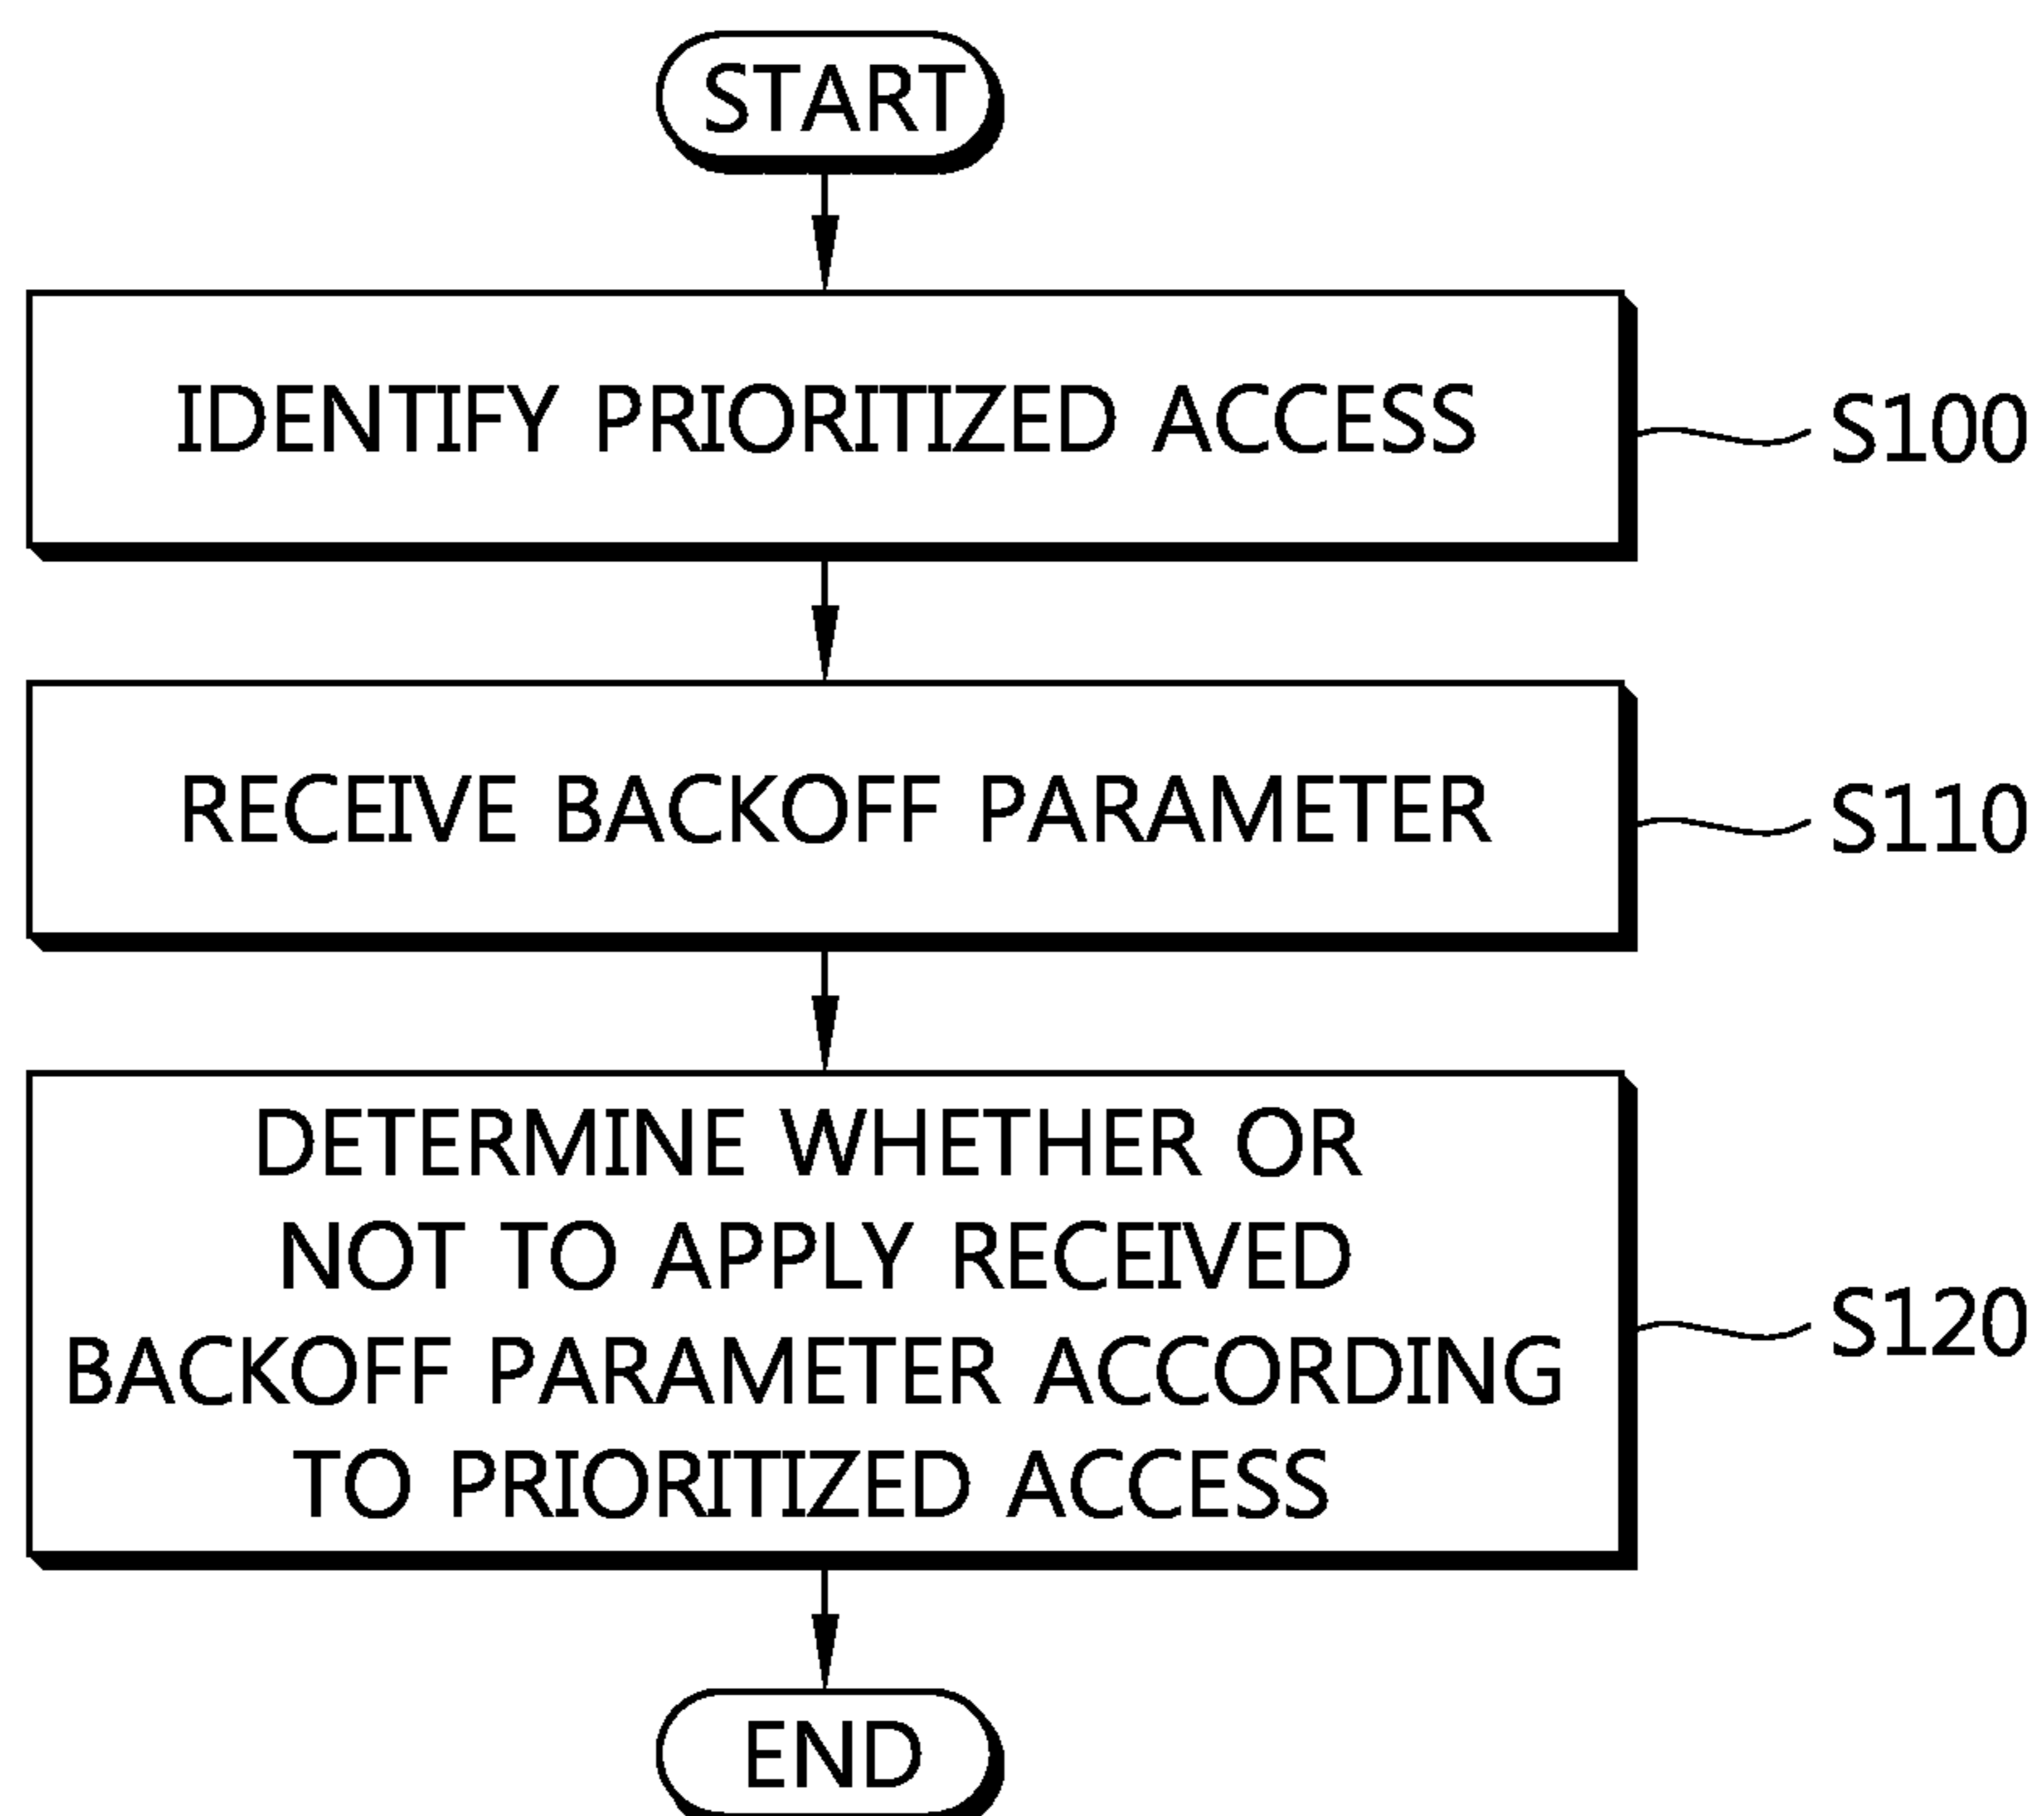 START
IDENTIFY PRIORITIZED ACCESS
S100
RECEIVE BACKOFF PARAMETER
S110
DETERMINE WHETHER OR
NOT TO APPLY RECEIVED
BACKOFF PARAMETER ACCORDING
TO PRIORITIZED ACCESS
S120
END